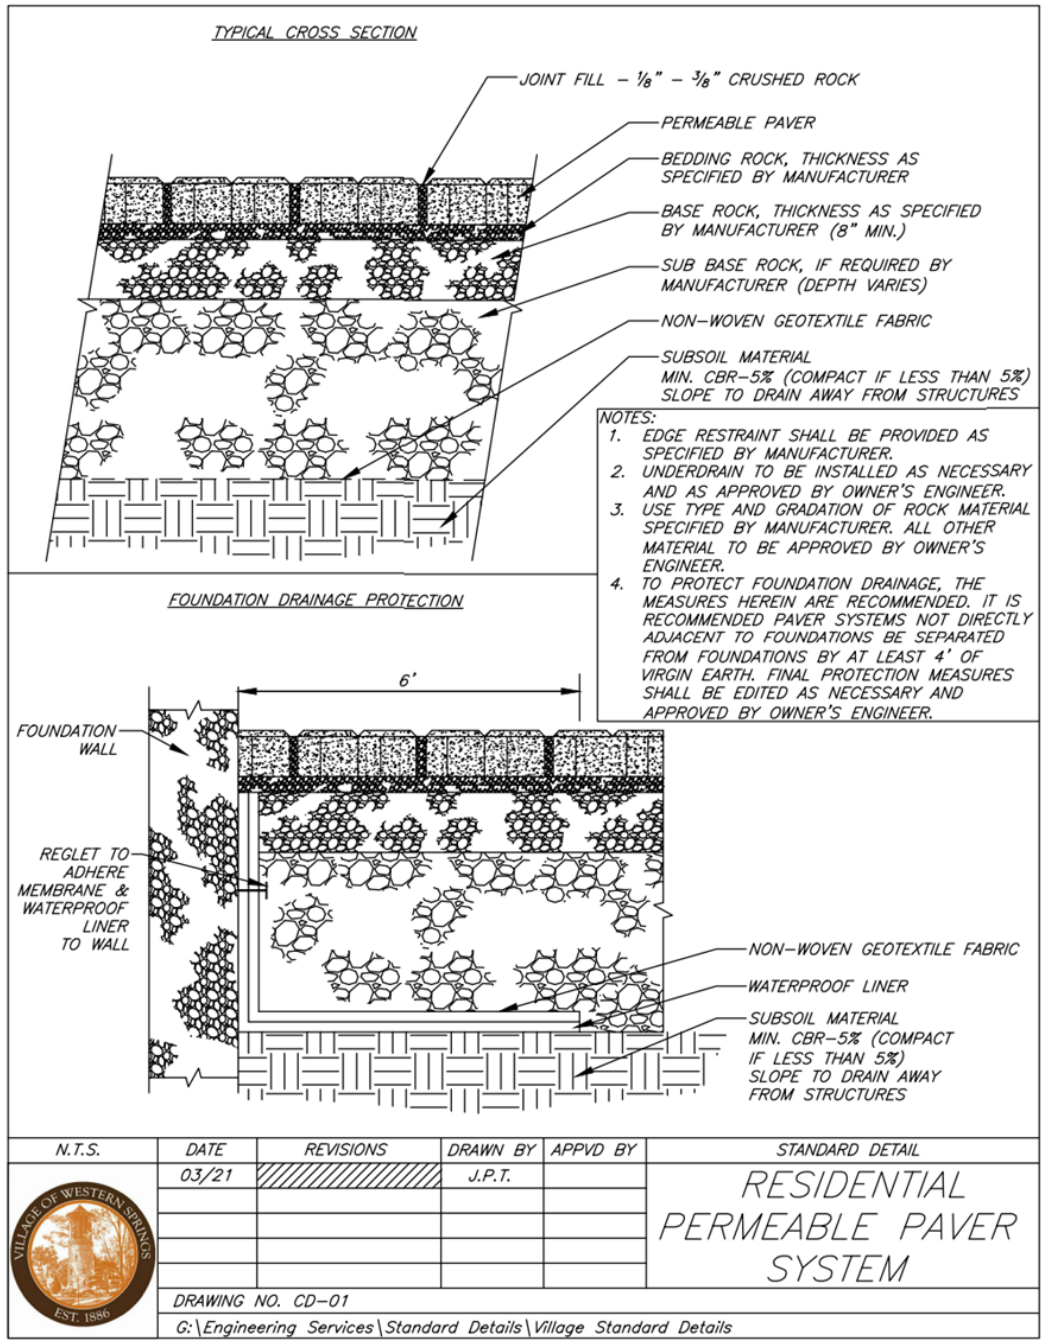 TYPICAL CROSS SECTION
JOINT FILL - 1/8" - 3/8" CRUSHED ROCK
PERMEABLE PAVER
BEDDING ROCK, THICKNESS AS
SPECIFIED BY MANUFACTURER
BASE ROCK, THICKNESS AS SPECIFIED
BY MANUFACTURER (8" MIN.)
SUB BASE ROCK, IF REQUIRED BY
MANUFACTURER (DEPTH VARIES)
NON-WOVEN GEOTEXTILE FABRIC
SUBSOIL MATERIAL
MIN. CBR-5% (COMPACT IF LESS THAN 5%)
SLOPE TO DRAIN AWAY FROM STRUCTURES
NOTES:
1. EDGE RESTRAINT SHALL BE PROVIDED AS
SPECIFIED BY MANUFACTURER.
2. UNDERDRAIN TO BE INSTALLED AS NECESSARY
AND AS APPROVED BY OWNER'S ENGINEER.
3. USE TYPE AND GRADATION OF ROCK MATERIAL
SPECIFIED BY MANUFACTURER. ALL OTHER
MATERIAL TO BE APPROVED BY OWNER'S
ENGINEER.
4. TO PROTECT FOUNDATION DRAINAGE, THE
MEASURES HEREIN ARE RECOMMENDED. IT IS
RECOMMENDED PAVER SYSTEMS NOT DIRECTLY
ADJACENT TO FOUNDATIONS BE SEPARATED
FROM FOUNDATIONS BY AT LEAST 4' OF
VIRGIN EARTH. FINAL PROTECTION MEASURES
SHALL BE EDITED AS NECESSARY AND
APPROVED BY OWNER'S ENGINEER.
FOUNDATION DRAINAGE PROTECTION
6'
FOUNDATION
WALL
REGLET TO
ADHERE
MEMBRANE &
WATERPROOF
LINER
TO WALL
NON-WOVEN GEOTEXTILE FABRIC
WATERPROOF LINER
SUBSOIL MATERIAL
MIN. CBR-5% (COMPACT
IF LESS THAN 5%)
SLOPE TO DRAIN AWAY
FROM STRUCTURES
N.T.S. DATE REVISIONS DRAWN BY APPVD BY STANDARD DETAIL
03/21 J.P.T.
RESIDENTIAL
PERMEABLE PAVER
SYSTEM
VILLAGE OF WESTERN SPRINGS
EST. 1886
DRAWING NO. CD-01
G:\Engineering Services\Standard Details\Village Standard Details